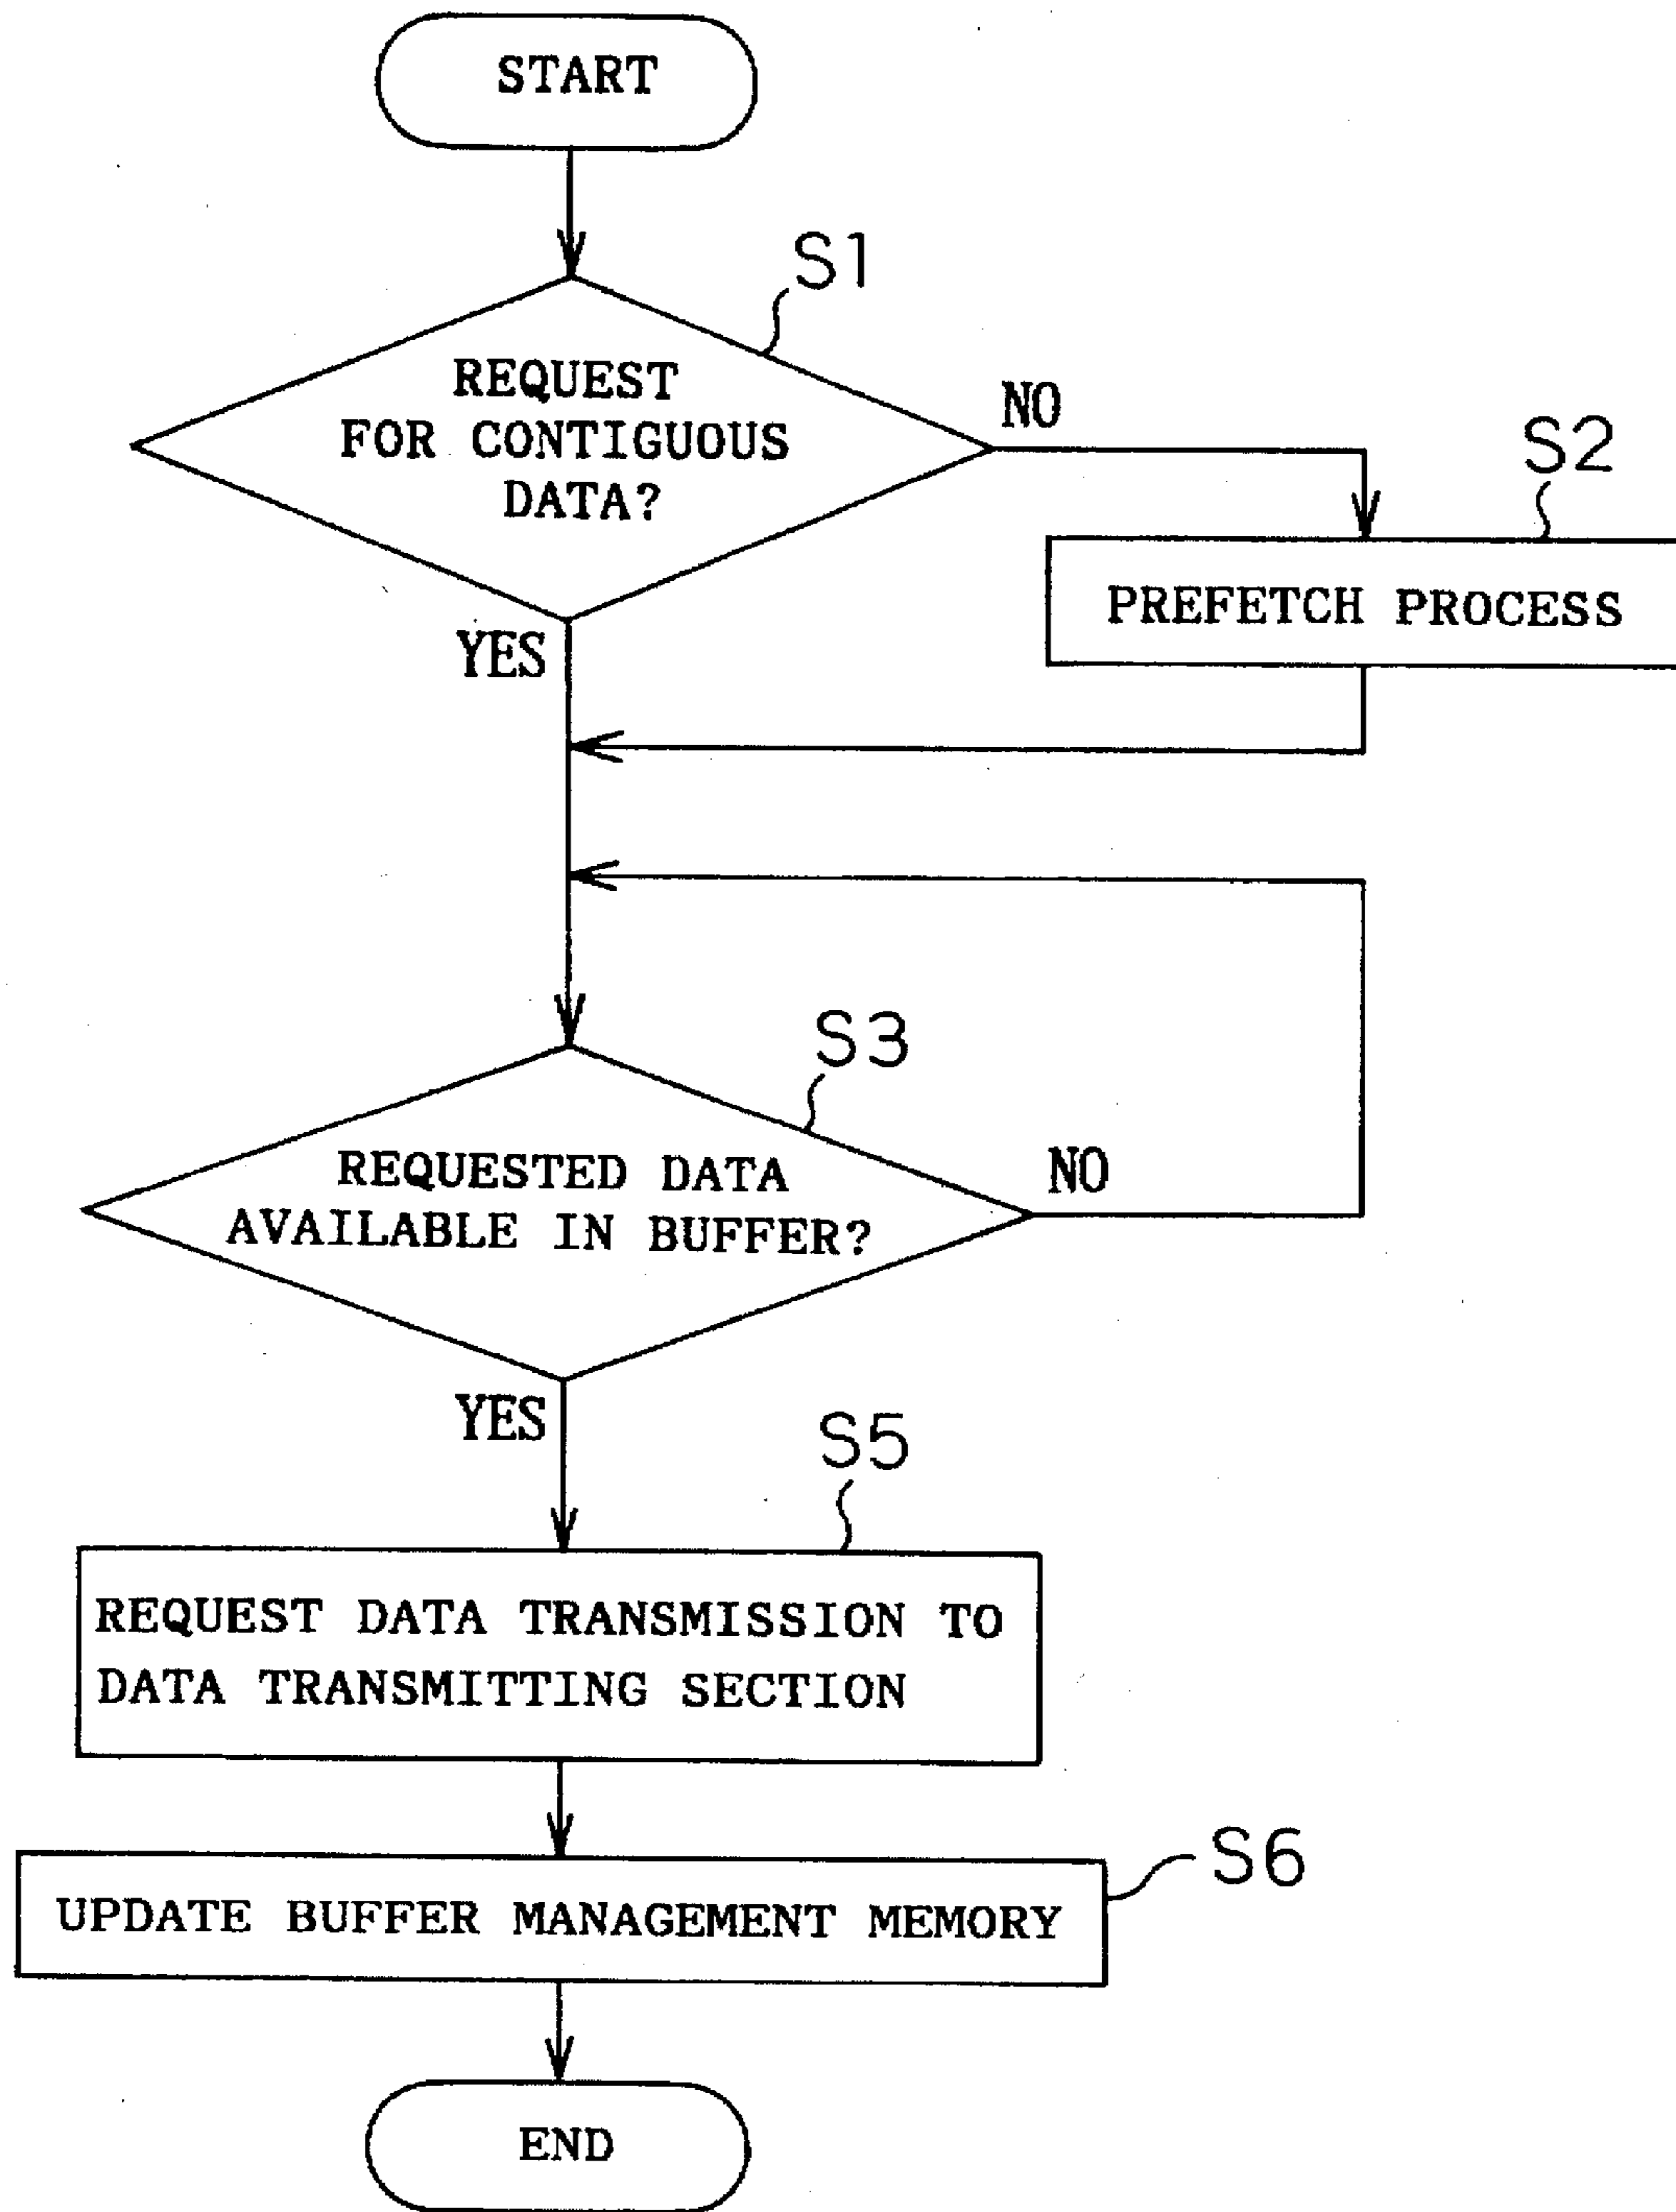 START
S1
REQUEST
FOR CONTIGUOUS
DATA?
NO
S2
PREFETCH PROCESS
YES
S3
REQUESTED DATA
AVAILABLE IN BUFFER?
NO
YES
S5
REQUEST DATA TRANSMISSION TO
DATA TRANSMITTING SECTION
S6
UPDATE BUFFER MANAGEMENT MEMORY
END